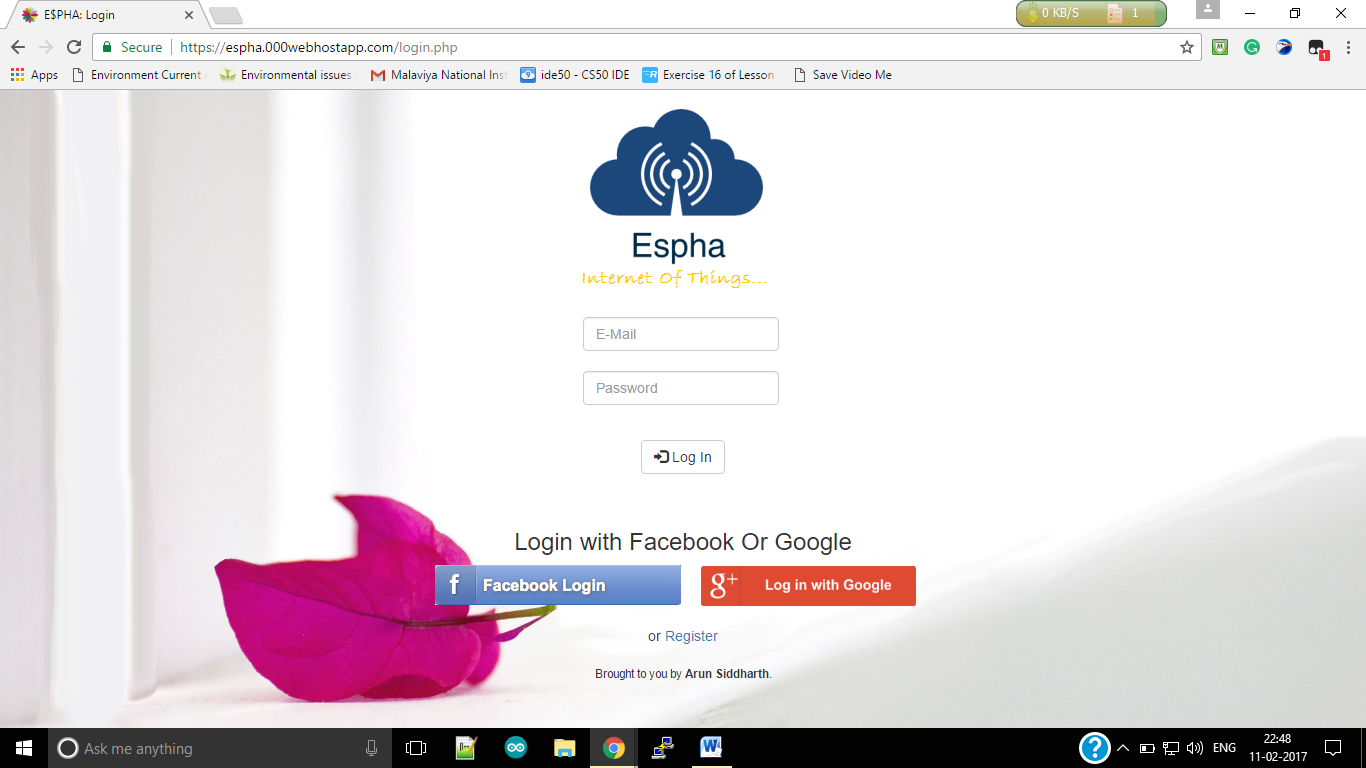 E$PHA: Login
0 KB/S 1
Secure https://espha.000webhostapp.com/login.php
Apps Environment Current Environmental issues Malaviya National Inst ide50 - CS50 IDE Exercise 16 of Lesson Save Video Me
1
Espha
Internet Of Things...
E-Mail
Password
Log In
Login with Facebook Or Google
f Facebook Login
g+ Log in with Google
or Register
Brought to you by Arun Siddharth.
Ask me anything
ENG
22:48
11-02-2017